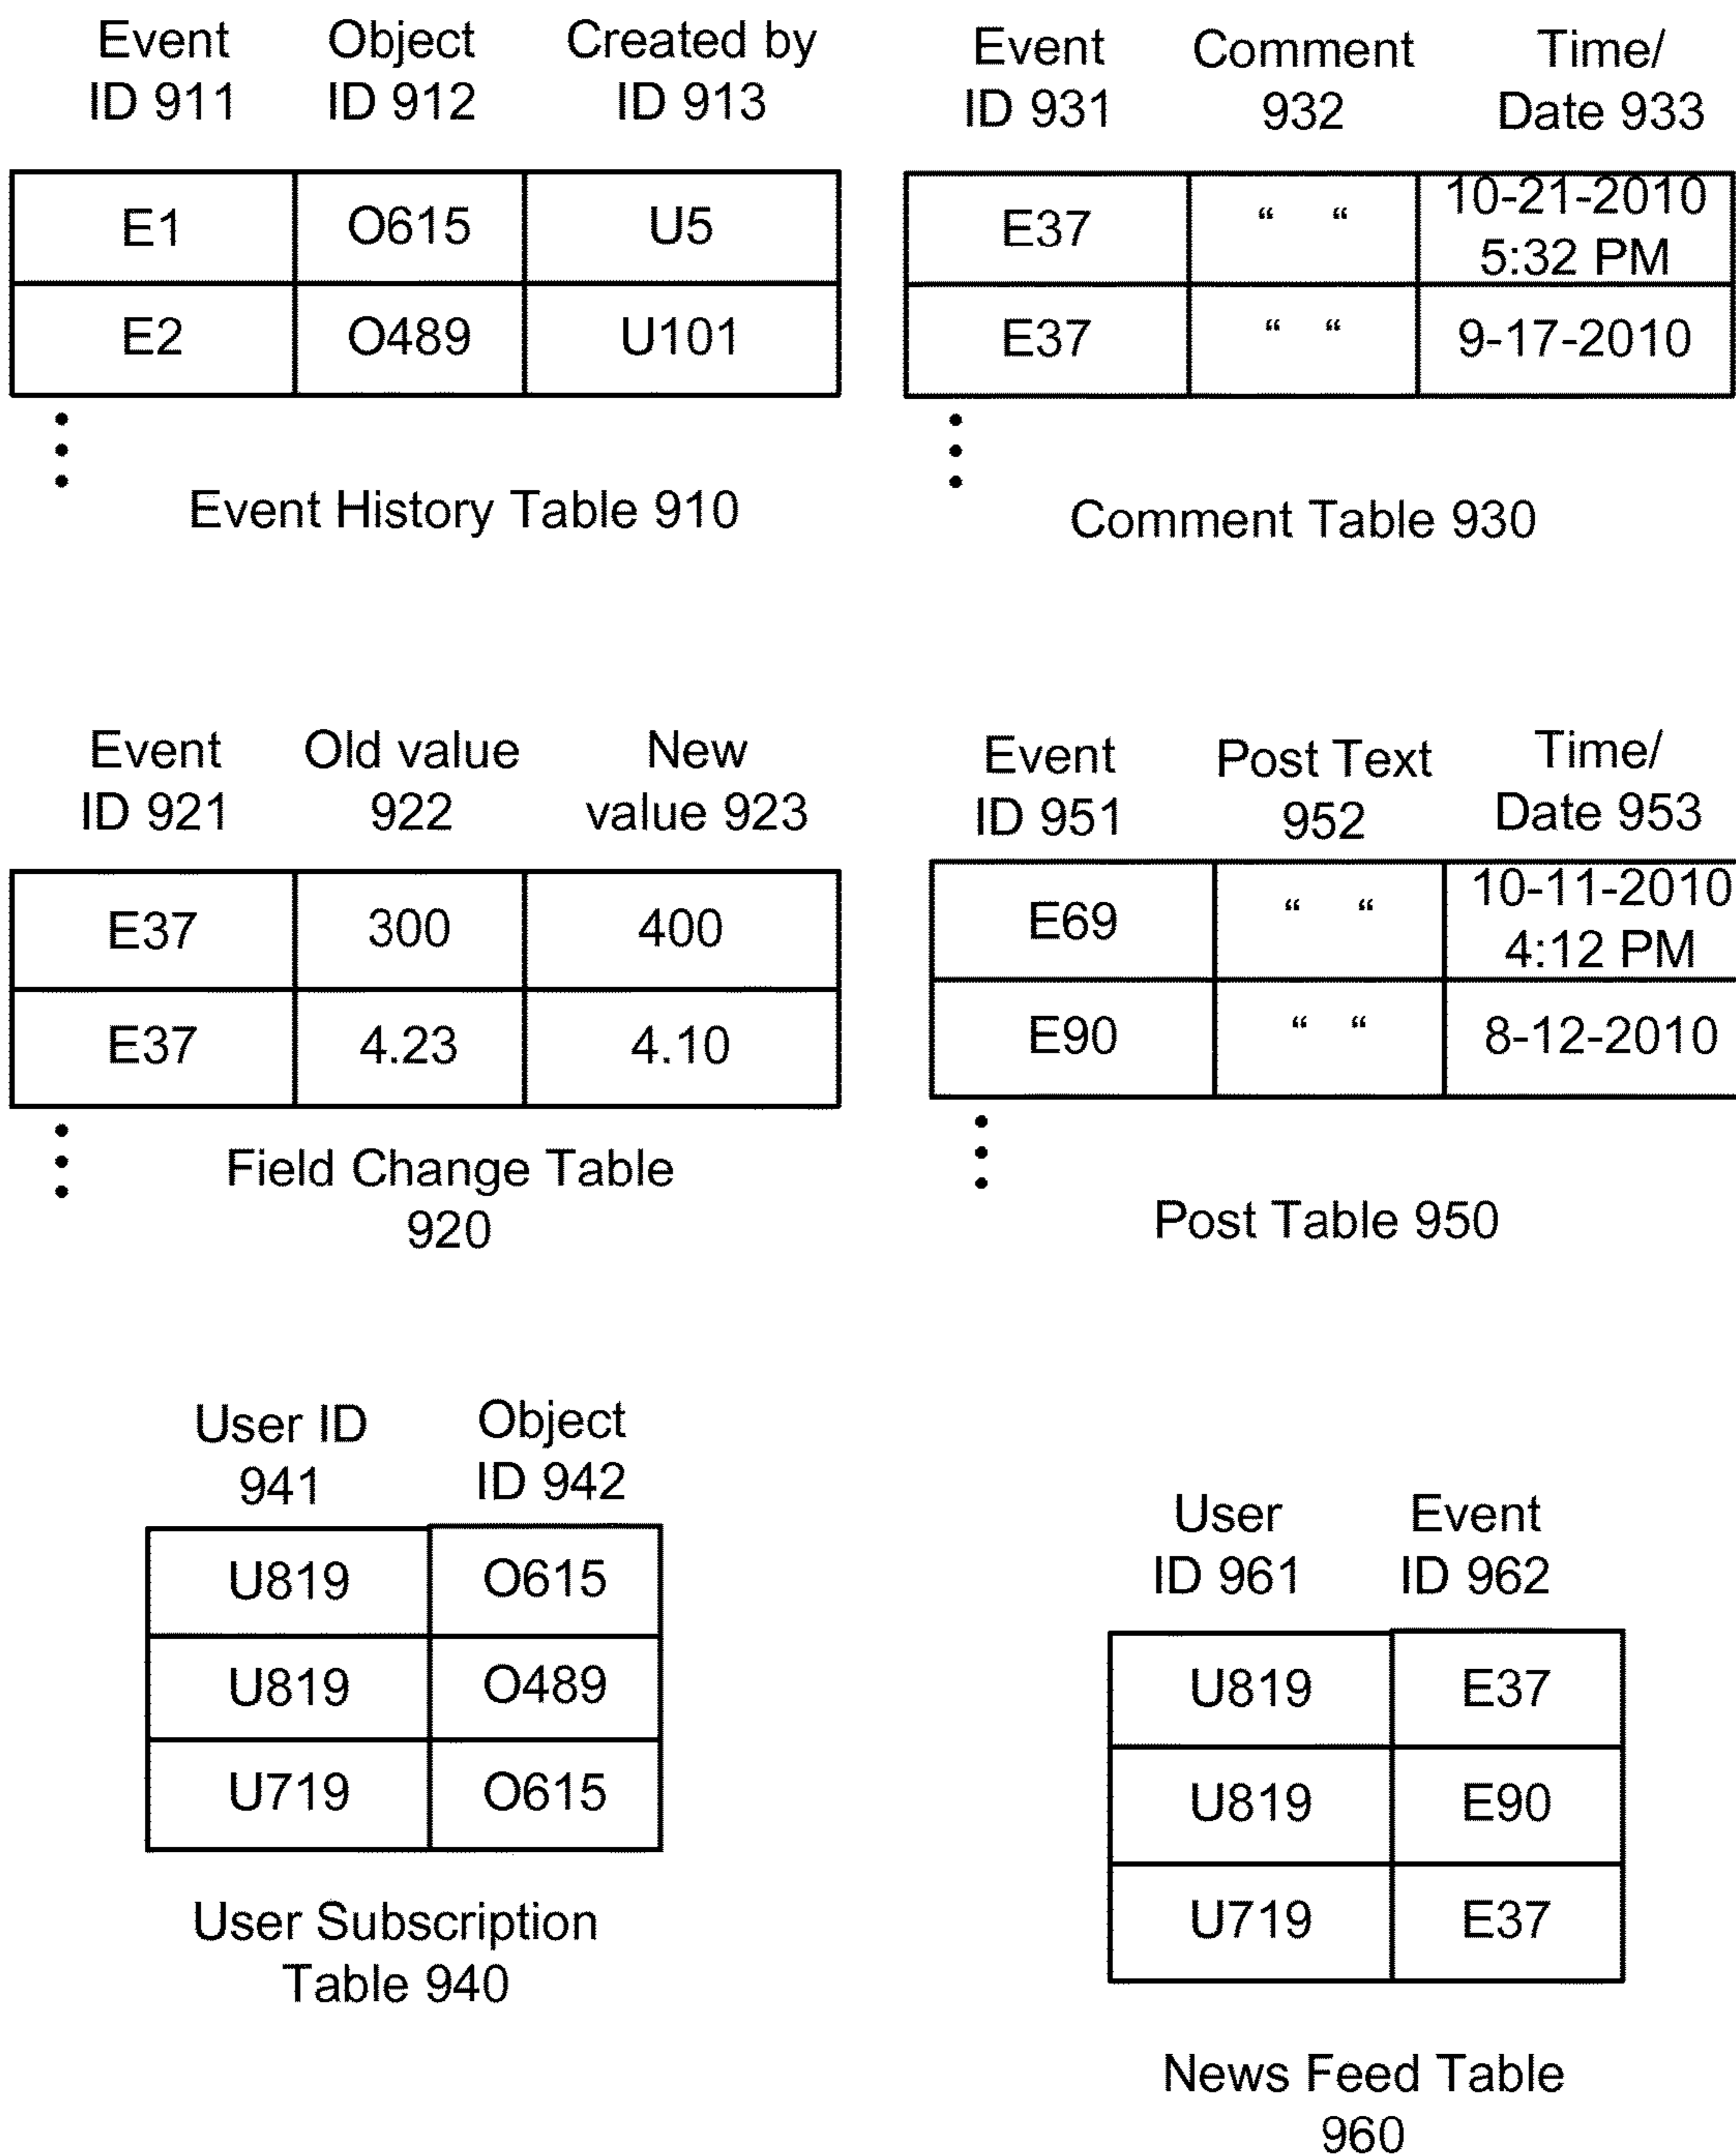 Event ID 911
Object ID 912
Created by ID 913
E1 O615 U5
E2 O489 U101
Event History Table 910
Event ID 931
Comment 932
Time/ Date 933
E37 “ “ 10-21-2010 5:32 PM
E37 “ “ 9-17-2010
Comment Table 930
Event ID 921
Old value 922
New value 923
E37 300 400
E37 4.23 4.10
Field Change Table 920
Event ID 951
Post Text 952
Time/ Date 953
E69 “ “ 10-11-2010 4:12 PM
E90 “ “ 8-12-2010
Post Table 950
User ID 941
Object ID 942
U819 O615
U819 O489
U719 O615
User Subscription Table 940
User ID 961
Event ID 962
U819 E37
U819 E90
U719 E37
News Feed Table 960